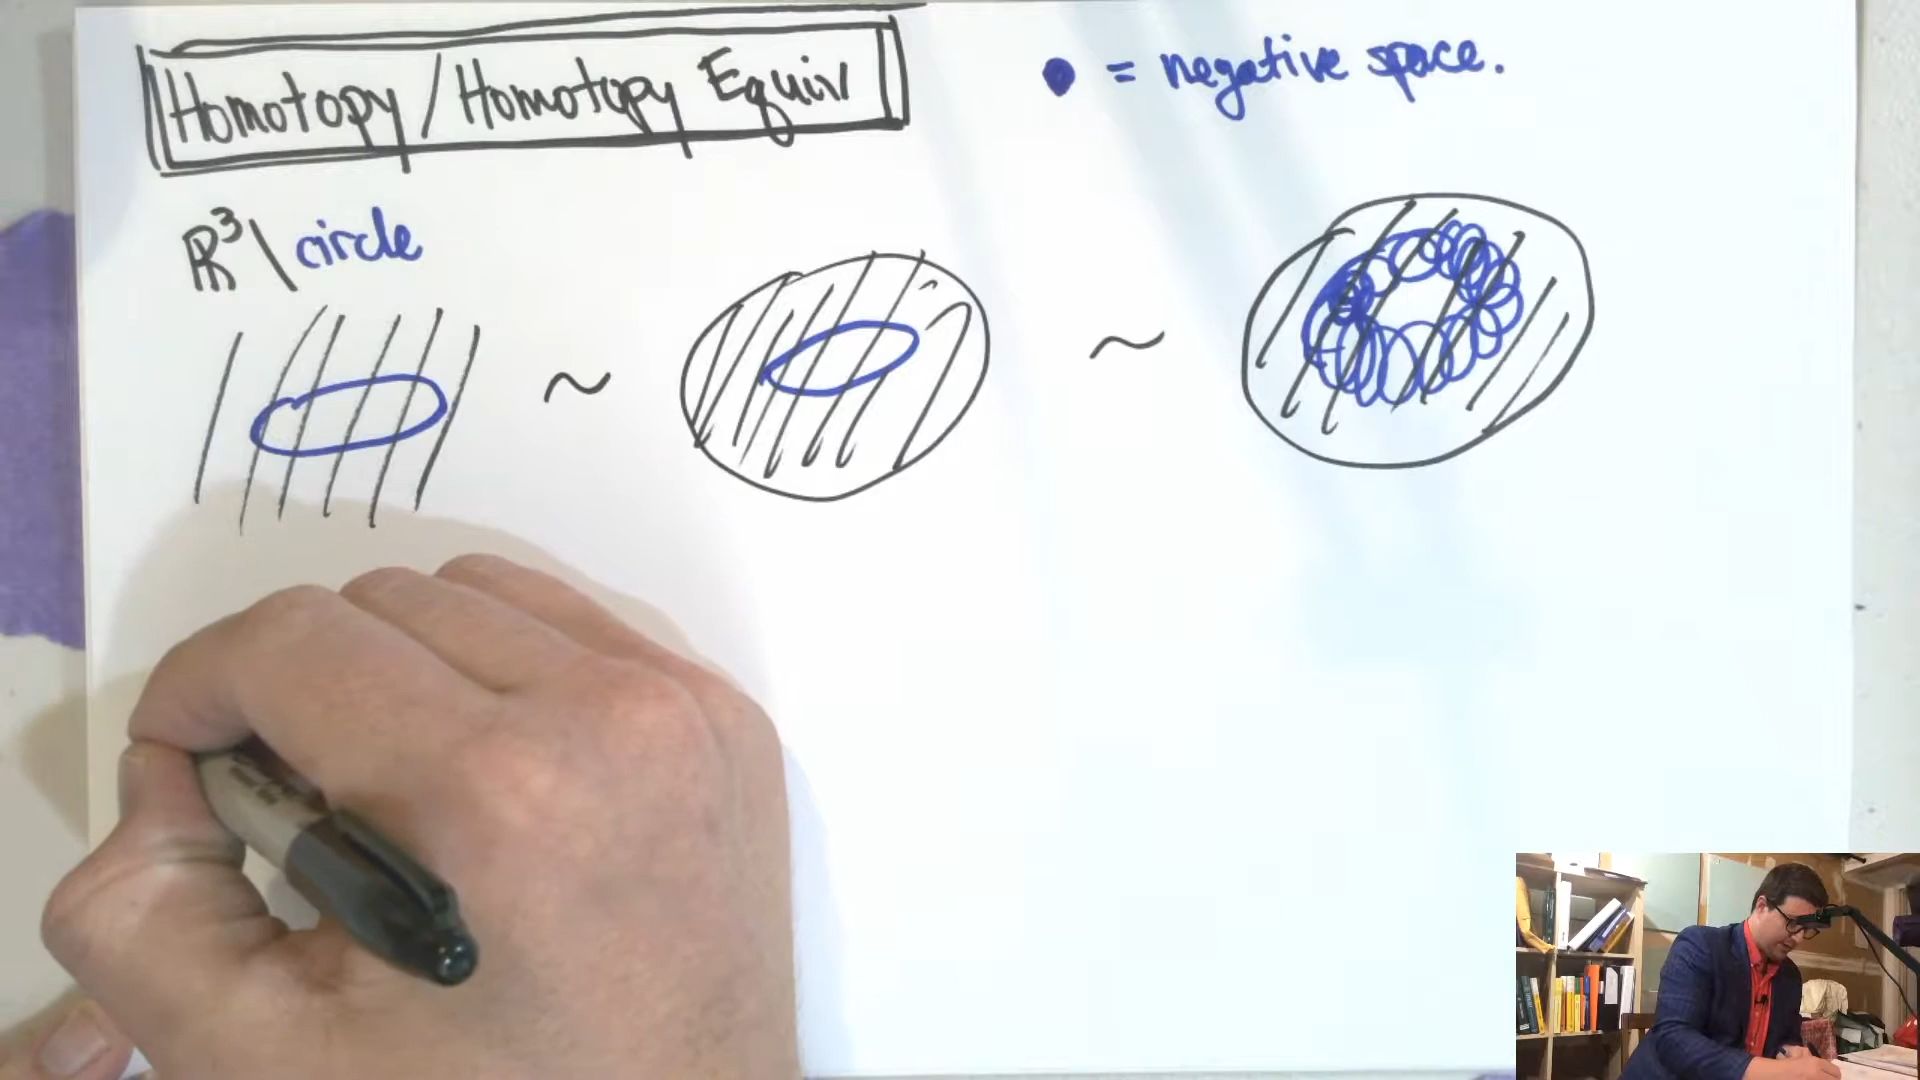 Homotopy / Homotopy Equiv
● = negative space.
ℝ³ \ circle
~ ~